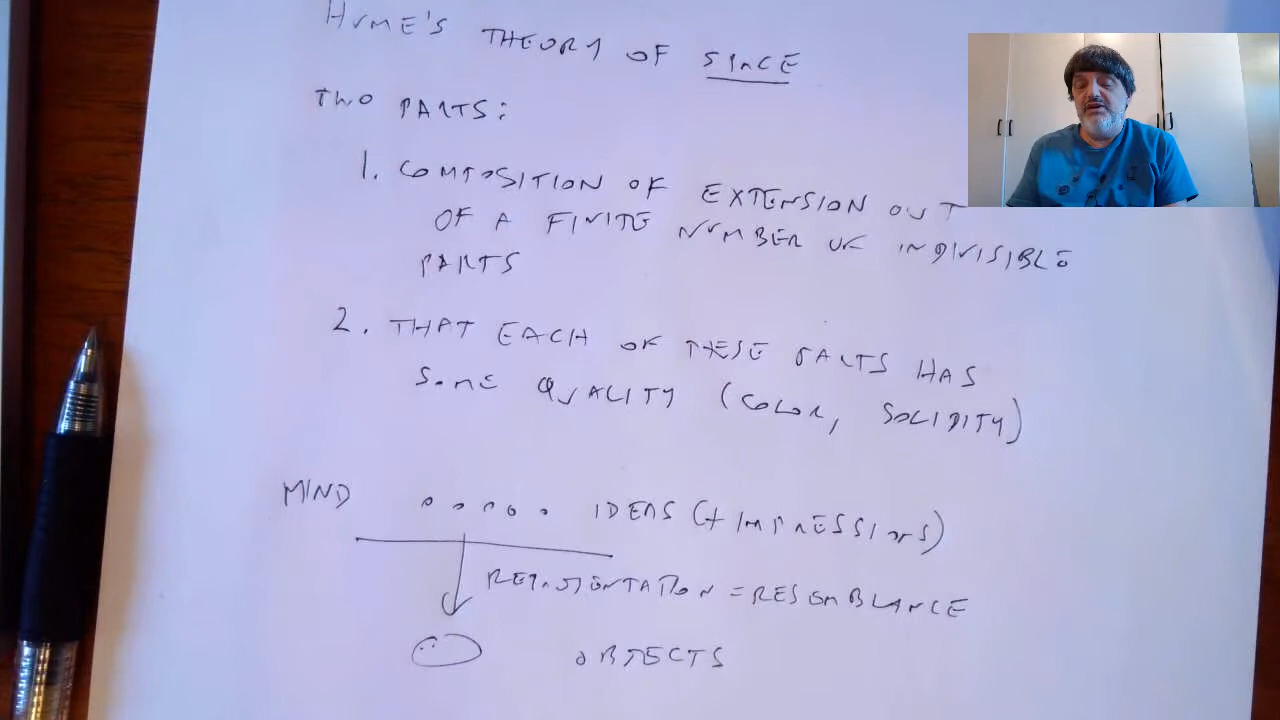 HUME'S THEORY OF SPACE
TWO PARTS:
1. COMPOSITION OF EXTENSION OUT
OF A FINITE NUMBER OF INDIVISIBLE
PARTS
2. THAT EACH OF THESE PARTS HAS
SOME QUALITY (COLOR, SOLIDITY)
MIND IDEAS (+ IMPRESSIONS)
REPRESENTATION = RESEMBLANCE
OBJECTS